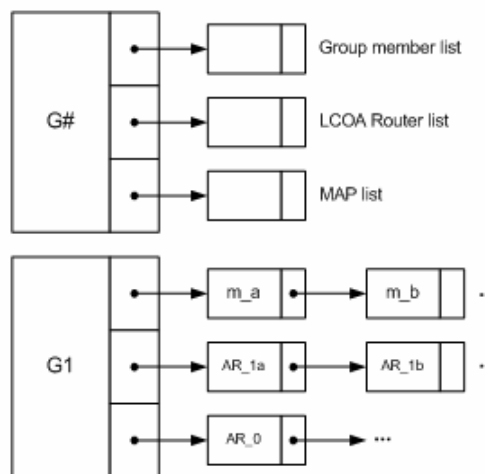 Group member list
G#
LCOA Router list
MAP list
m_a
m_b
G1
AR_1a
AR_1b
AR_0
...